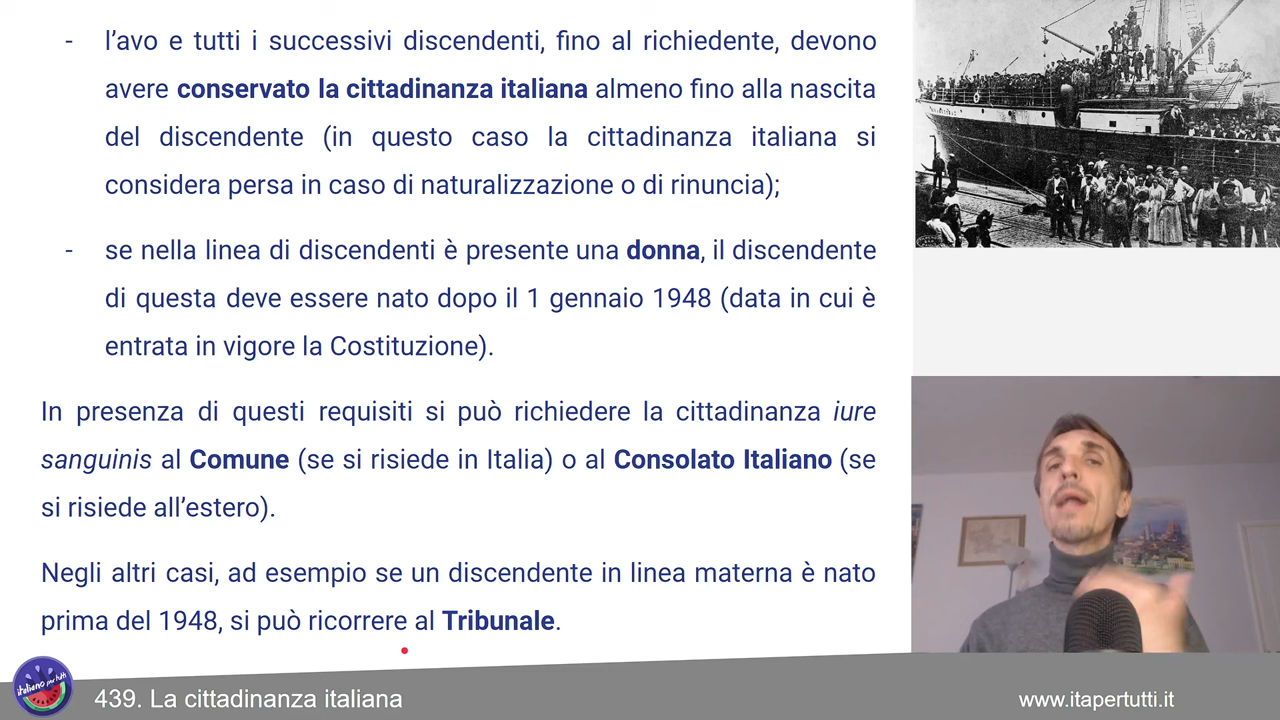 - l’avo e tutti i successivi discendenti, fino al richiedente, devono
avere conservato la cittadinanza italiana almeno fino alla nascita
del discendente (in questo caso la cittadinanza italiana si
considera persa in caso di naturalizzazione o di rinuncia);
- se nella linea di discendenti è presente una donna, il discendente
di questa deve essere nato dopo il 1 gennaio 1948 (data in cui è
entrata in vigore la Costituzione).
In presenza di questi requisiti si può richiedere la cittadinanza iure
sanguinis al Comune (se si risiede in Italia) o al Consolato Italiano (se
si risiede all’estero).
Negli altri casi, ad esempio se un discendente in linea materna è nato
prima del 1948, si può ricorrere al Tribunale.
italiano per tutti
439. La cittadinanza italiana
www.itapertutti.it